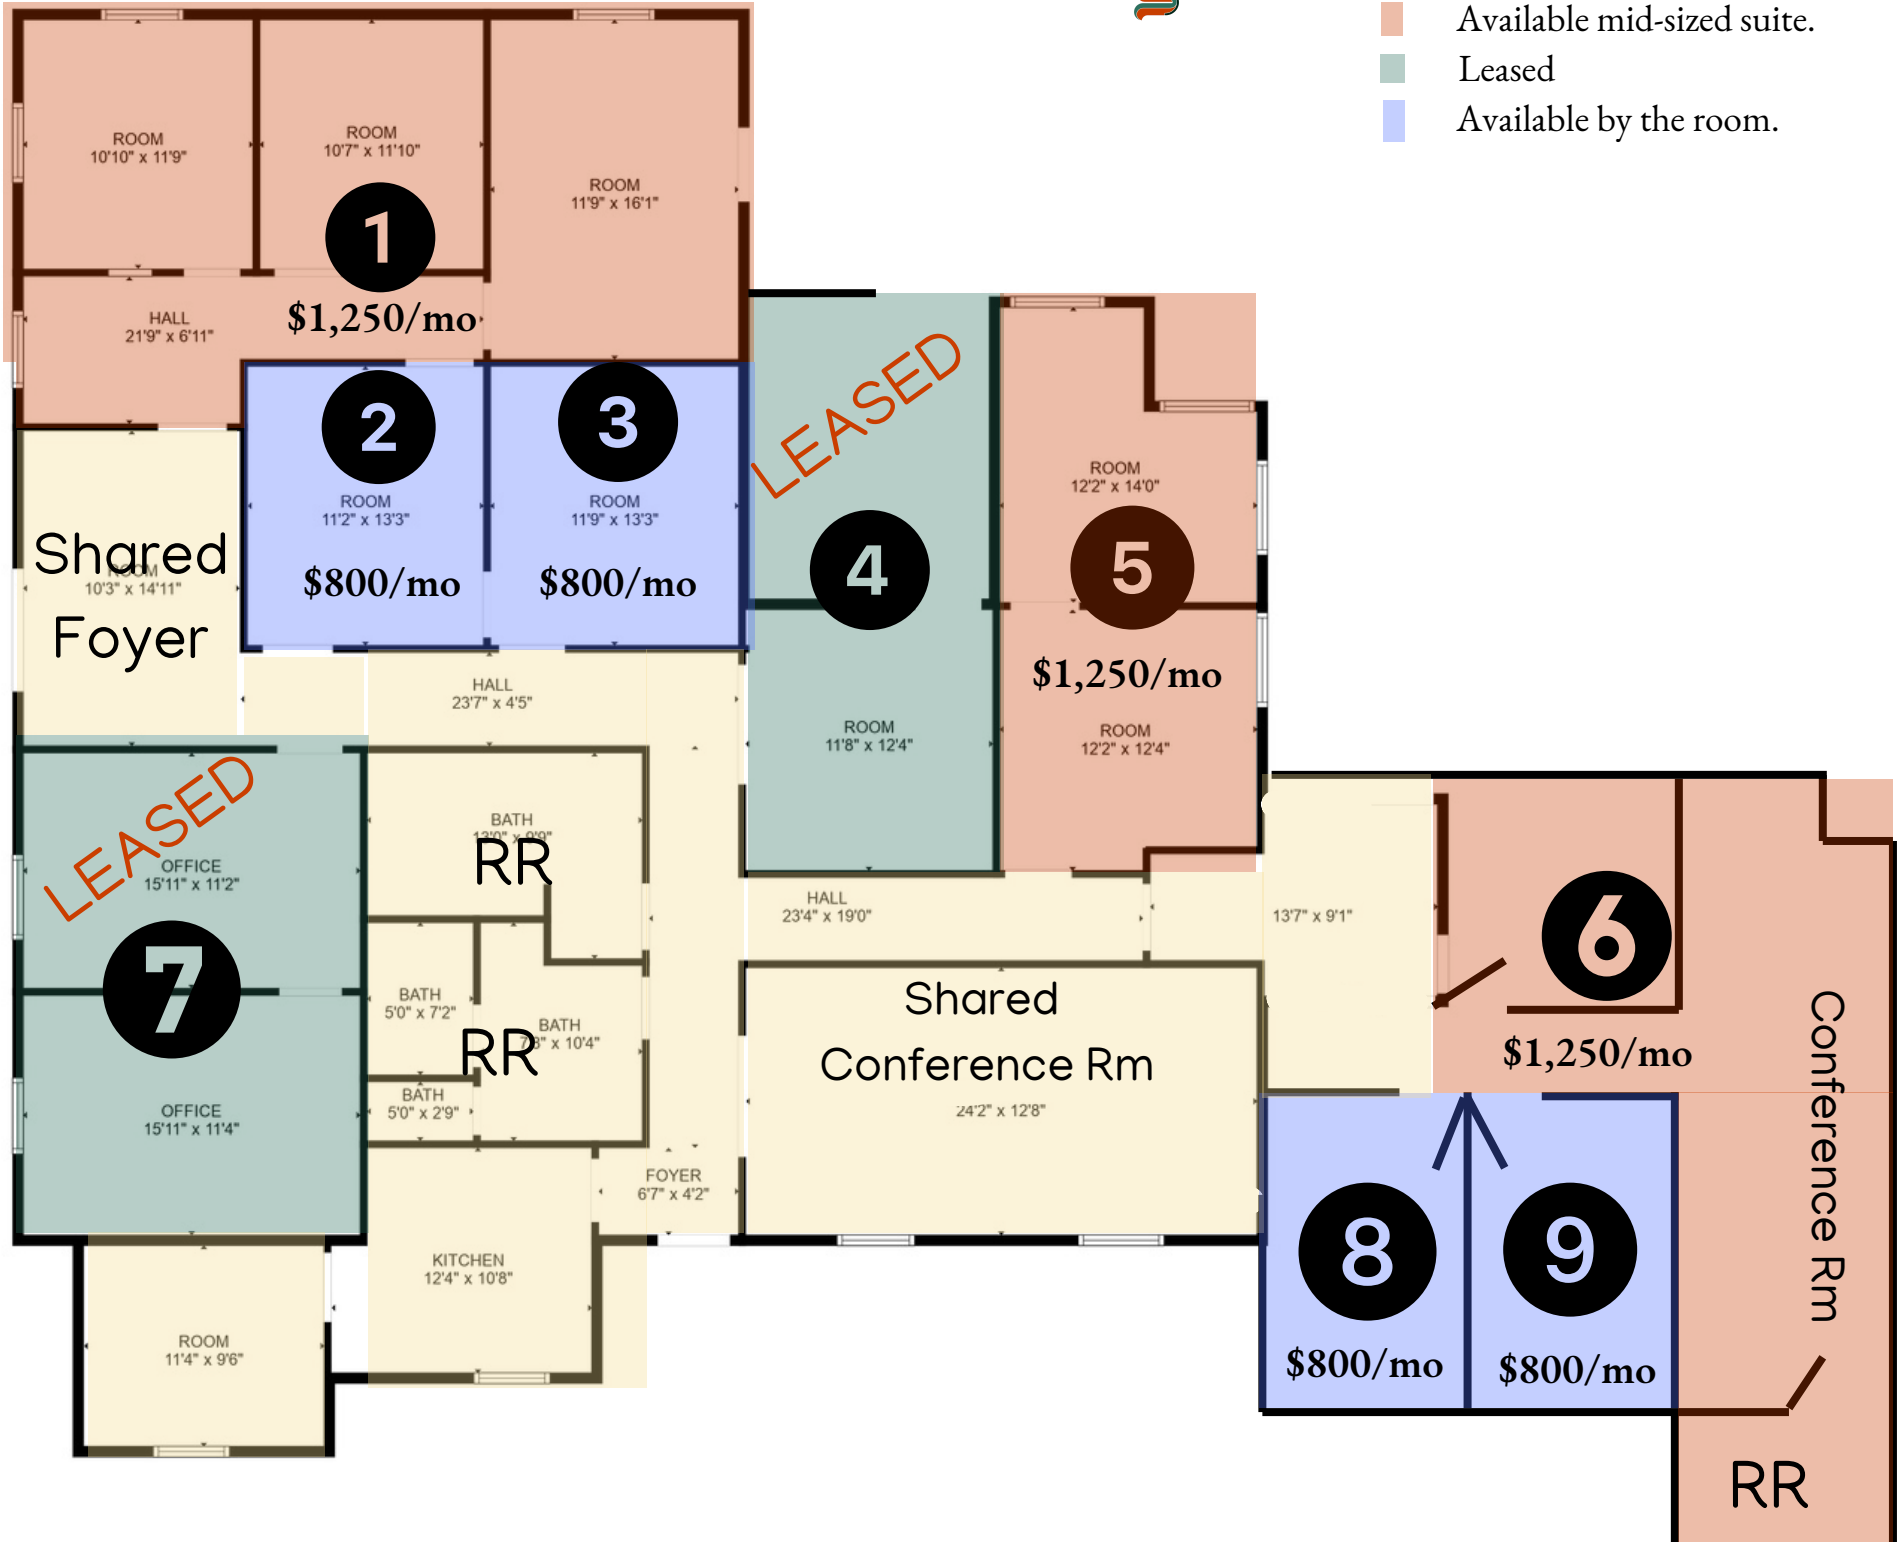 Available mid-sized suite.
Leased
Available by the room.
ROOM
10'10" x 11'9"
ROOM
10'7" x 11'10"
ROOM
11'9" x 16'1"
1
$1,250/mo
HALL
21'9" x 6'11"
2
ROOM
11'2" x 13'3"
$800/mo
3
ROOM
11'9" x 13'3"
$800/mo
LEASED
4
ROOM
11'8" x 12'4"
ROOM
12'2" x 14'0"
5
$1,250/mo
ROOM
12'2" x 12'4"
Shared
ROOM
10'3" x 14'11"
Foyer
HALL
23'7" x 4'5"
LEASED
OFFICE
15'11" x 11'2"
7
OFFICE
15'11" x 11'4"
BATH
RR
BATH
5'0" x 7'2"
BATH
x 10'4"
RR
BATH
5'0" x 2'9"
HALL
23'4" x 19'0"
13'7" x 9'1"
6
$1,250/mo
Conference Rm
Shared
Conference Rm
24'2" x 12'8"
FOYER
6'7" x 4'2"
KITCHEN
12'4" x 10'8"
ROOM
11'4" x 9'6"
8
$800/mo
9
$800/mo
RR